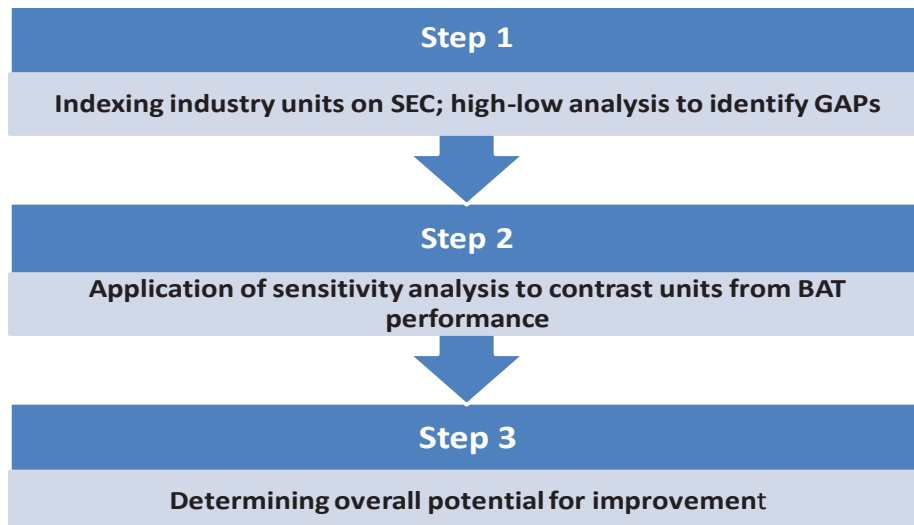 Step 1
Indexing industry units on SEC; high-low analysis to identify GAPs
Step 2
Application of sensitivity analysis to contrast units from BAT
performance
Step 3
Determining overall potential for improvement